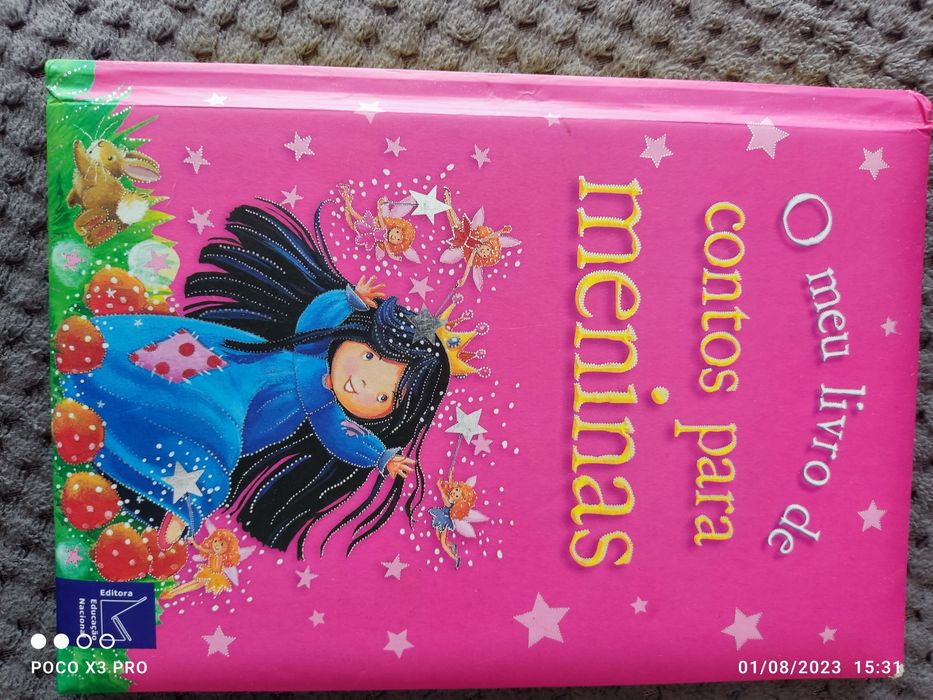 O meu livro de
contos para
meninas
Editora
Educação
Nacional
POCO X3 PRO
01/08/2023 15:31